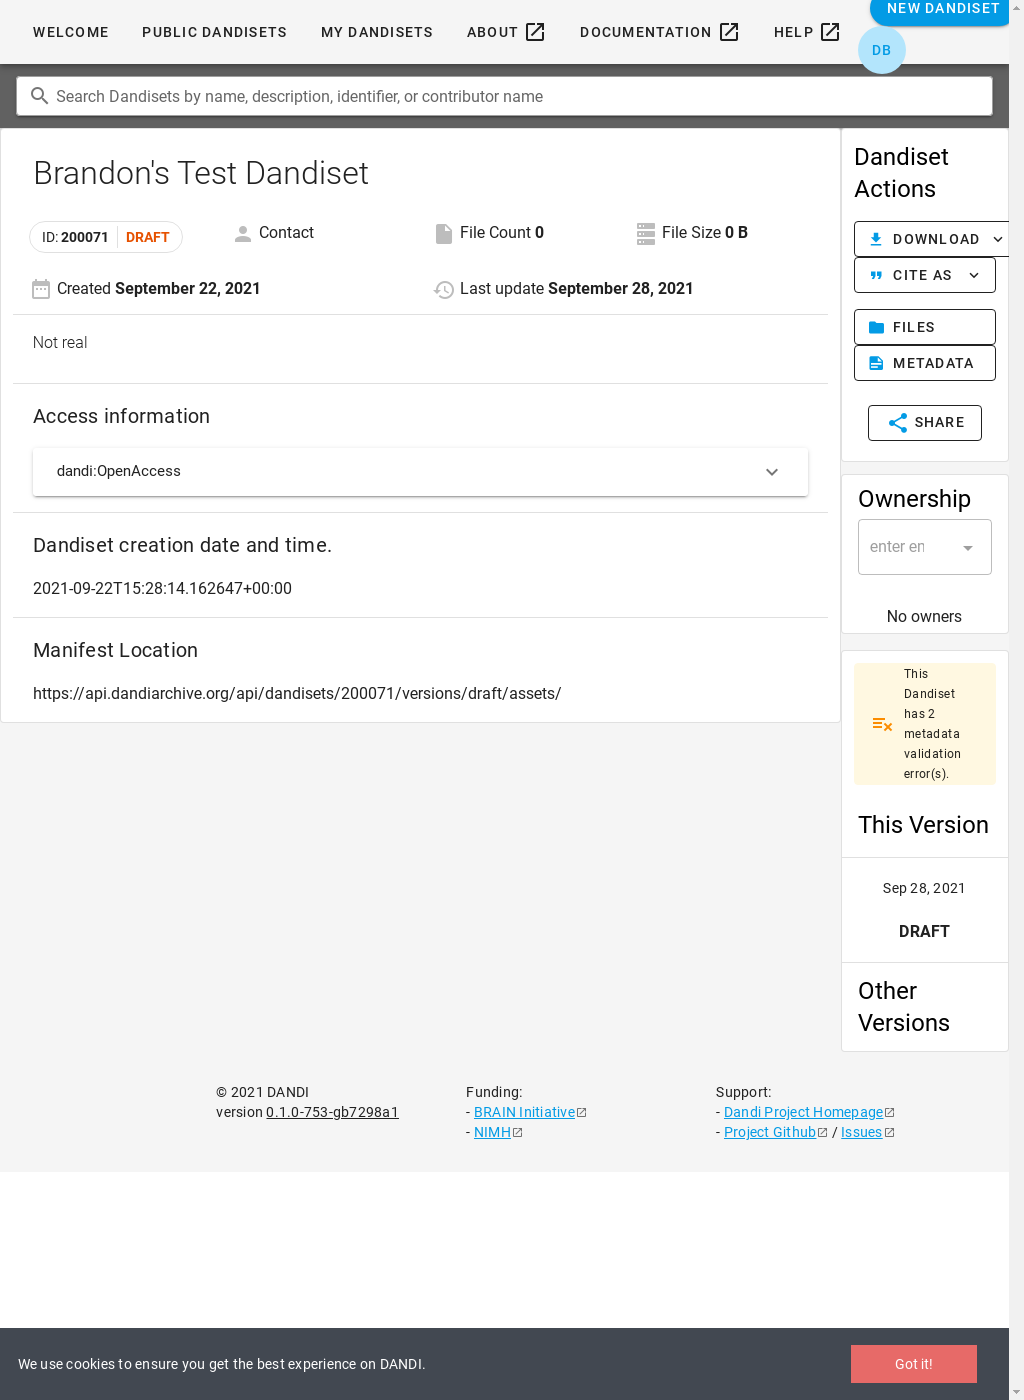 WELCOME
PUBLIC DANDISETS
MY DANDISETS
ABOUT
DOCUMENTATION
HELP
NEW DANDISET
DB
Search Dandisets by name, description, identifier, or contributor name
Brandon's Test Dandiset
ID: 200071 DRAFT
Contact
File Count 0
File Size 0 B
Created September 22, 2021
Last update September 28, 2021
Not real
Access information
dandi:OpenAccess
Dandiset creation date and time.
2021-09-22T15:28:14.162647+00:00
Manifest Location
https://api.dandiarchive.org/api/dandisets/200071/versions/draft/assets/
Dandiset
Actions
DOWNLOAD
CITE AS
FILES
METADATA
SHARE
Ownership
enter en
No owners
This
Dandiset
has 2
metadata
validation
error(s).
This Version
Sep 28, 2021
DRAFT
Other
Versions
© 2021 DANDI
version 0.1.0-753-gb7298a1
Funding:
- BRAIN Initiative
- NIMH
Support:
- Dandi Project Homepage
- Project Github / Issues
We use cookies to ensure you get the best experience on DANDI.
Got it!